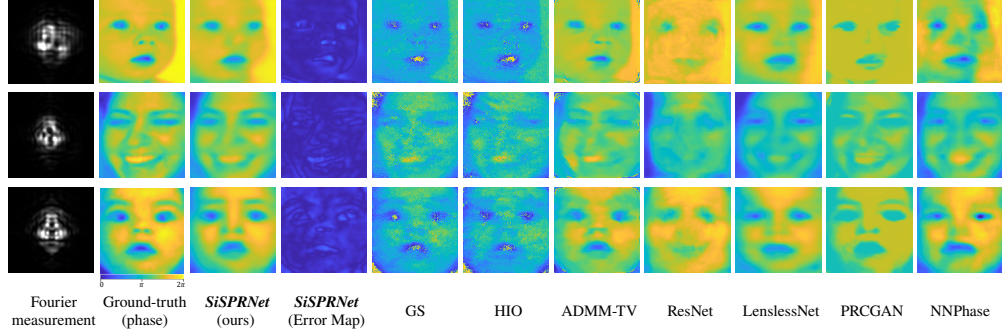 0 π 2π
Fourier measurement
Ground-truth (phase)
SiSPRNet (ours)
SiSPRNet (Error Map)
GS
HIO
ADMM-TV
ResNet
LenslessNet
PRCGAN
NNPhase